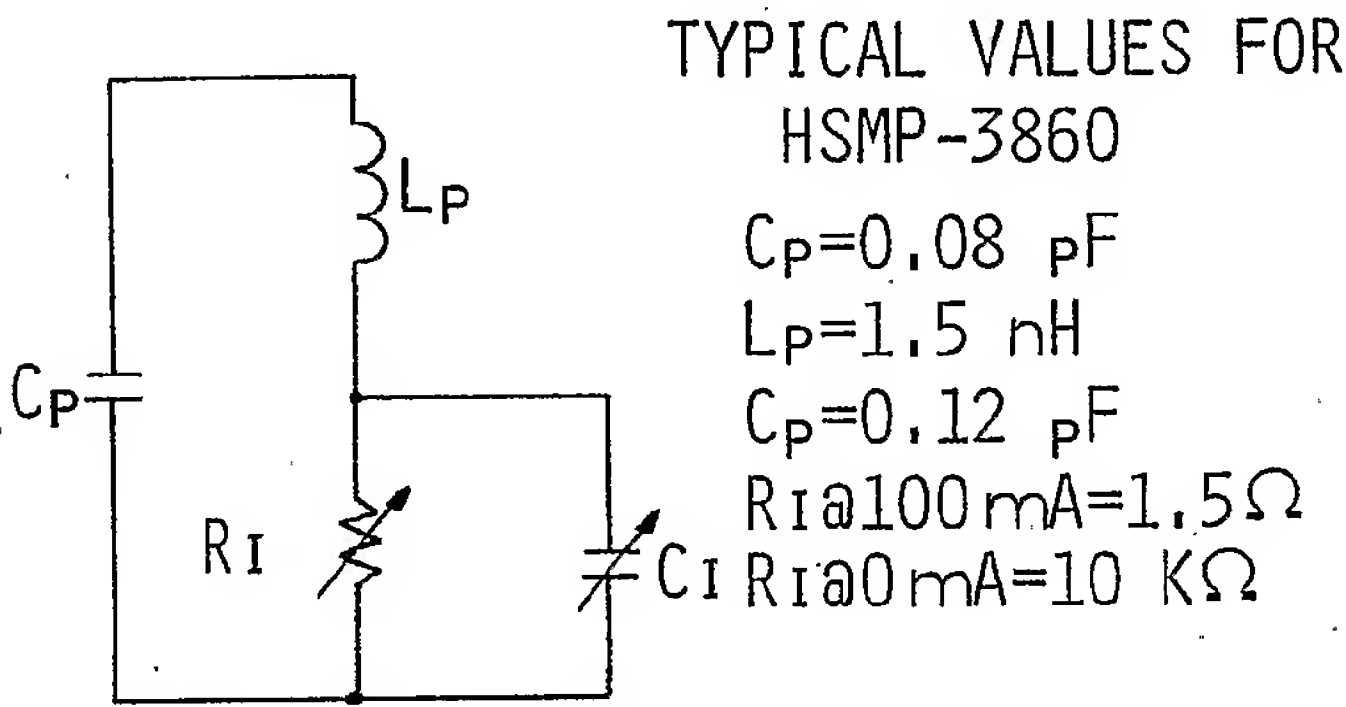 TYPICAL VALUES FOR
HSMP-3860
LP
CP=0.08 pF
LP=1.5 nH
CP
CP=0.12 pF
RI@100mA=1.5Ω
RI
CI
RI@0mA=10 KΩ